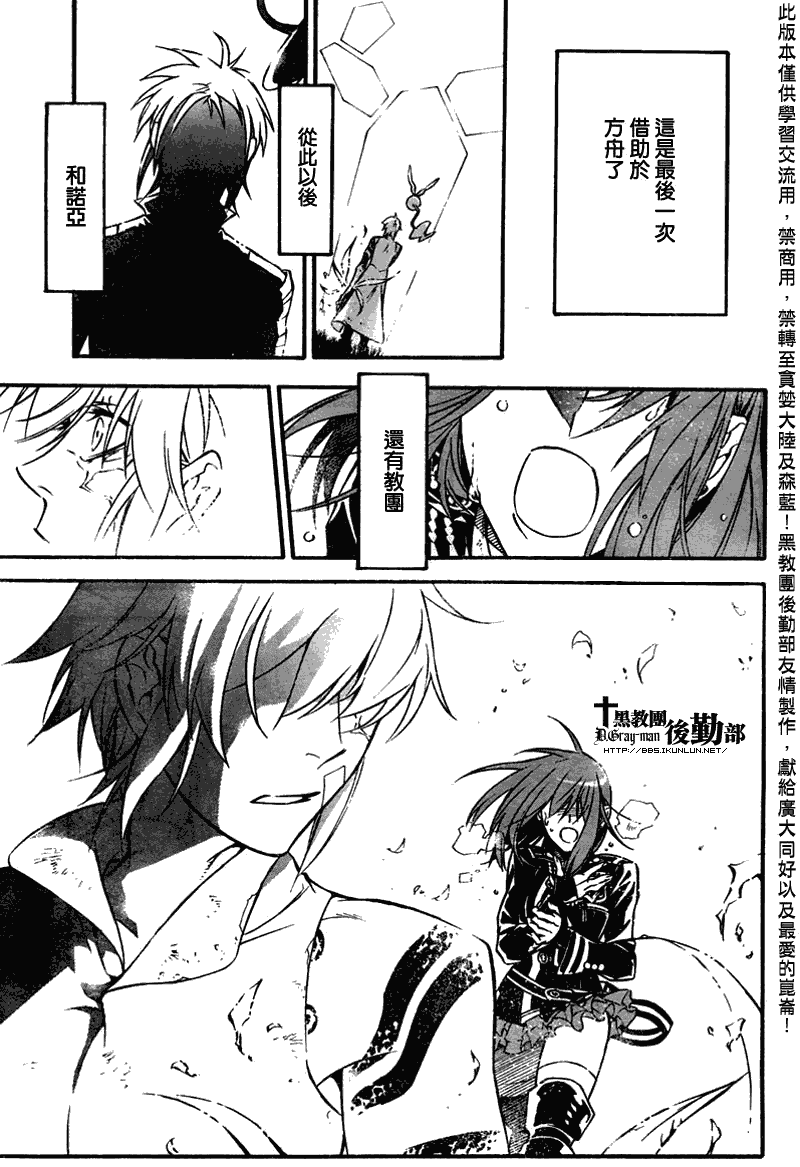 這是最後一次
借助於
方舟了
從此以後
和諾亞
還有教團
黑教團
D.Gray-man
後勤部
HTTP://BBS.IKUNLUN.NET/
此版本僅供學習交流用，禁商用，禁轉至貪婪大陸及森藍！黑教團後勤部友情製作，獻給廣大同好以及最愛的崑崙！